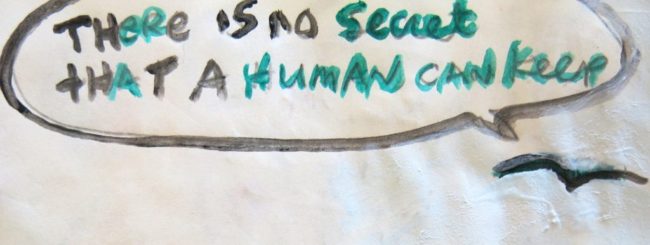 THERe iS NO SecReT
tHAT A HUMAN CAN KeeP